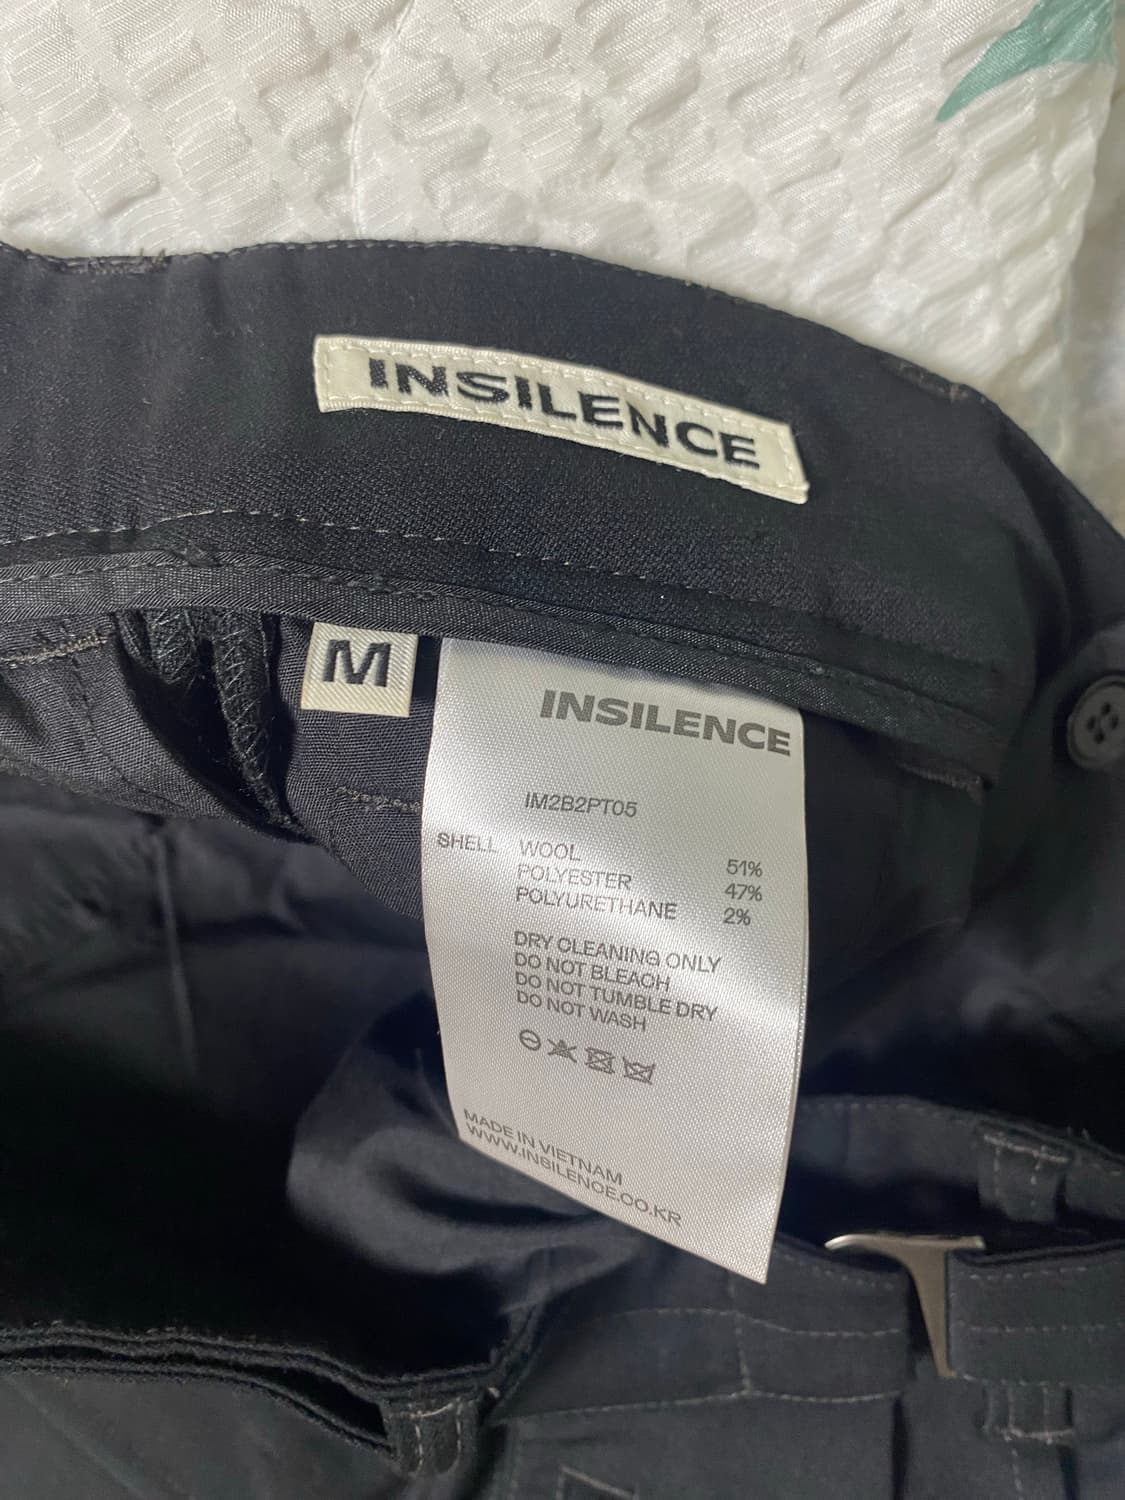 INSILENCE
M
INSILENCE
IM2B2PT05
SHELL WOOL 51%
POLYESTER 47%
POLYURETHANE 2%
DRY CLEANING ONLY
DO NOT BLEACH
DO NOT TUMBLE DRY
DO NOT WASH
MADE IN VIETNAM
WWW.INSILENCE.CO.KR